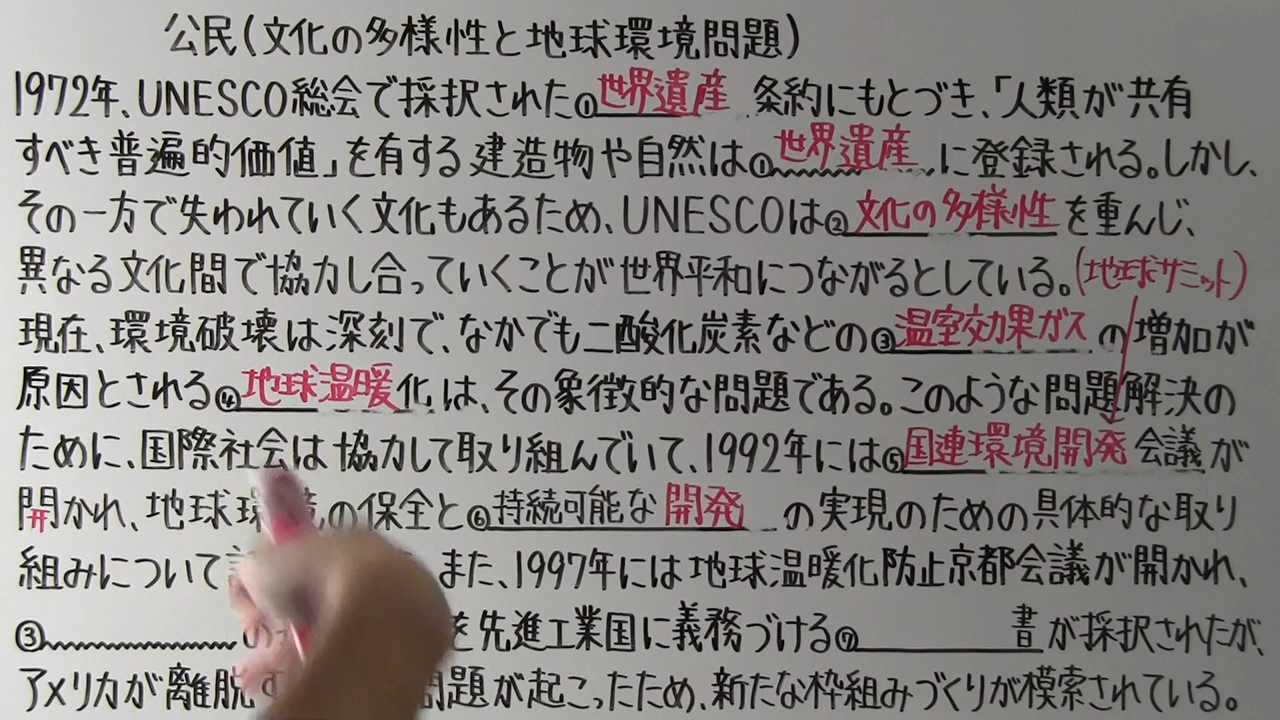 公民(文化の多様性と地球環境問題)
1972年、UNESCO総会で採択された①世界遺産 条約にもとづき、「人類が共有
すべき普遍的価値」を有する建造物や自然は①世界遺産に登録される。しかし、
その一方で失われていく文化もあるため、UNESCOは②文化の多様性を重んじ、
異なる文化間で協力し合っていくことが世界平和につながるとしている。(地球サミット)
現在、環境破壊は深刻で、なかでも二酸化炭素などの③温室効果ガスの増加が
原因とされる④地球温暖化は、その象徴的な問題である。このような問題解決の
ために、国際社会は協力して取り組んでいて、1992年には⑤国連環境開発会議が
開かれ、地球環境の保全と⑥持続可能な開発 の実現のための具体的な取り
組みについて また、1997年には地球温暖化防止京都会議が開かれ、
③ の を先進工業国に義務づける⑦ 書が採択されたが、
アメリカが離脱す 問題が起こったため、新たな枠組みづくりが模索されている。